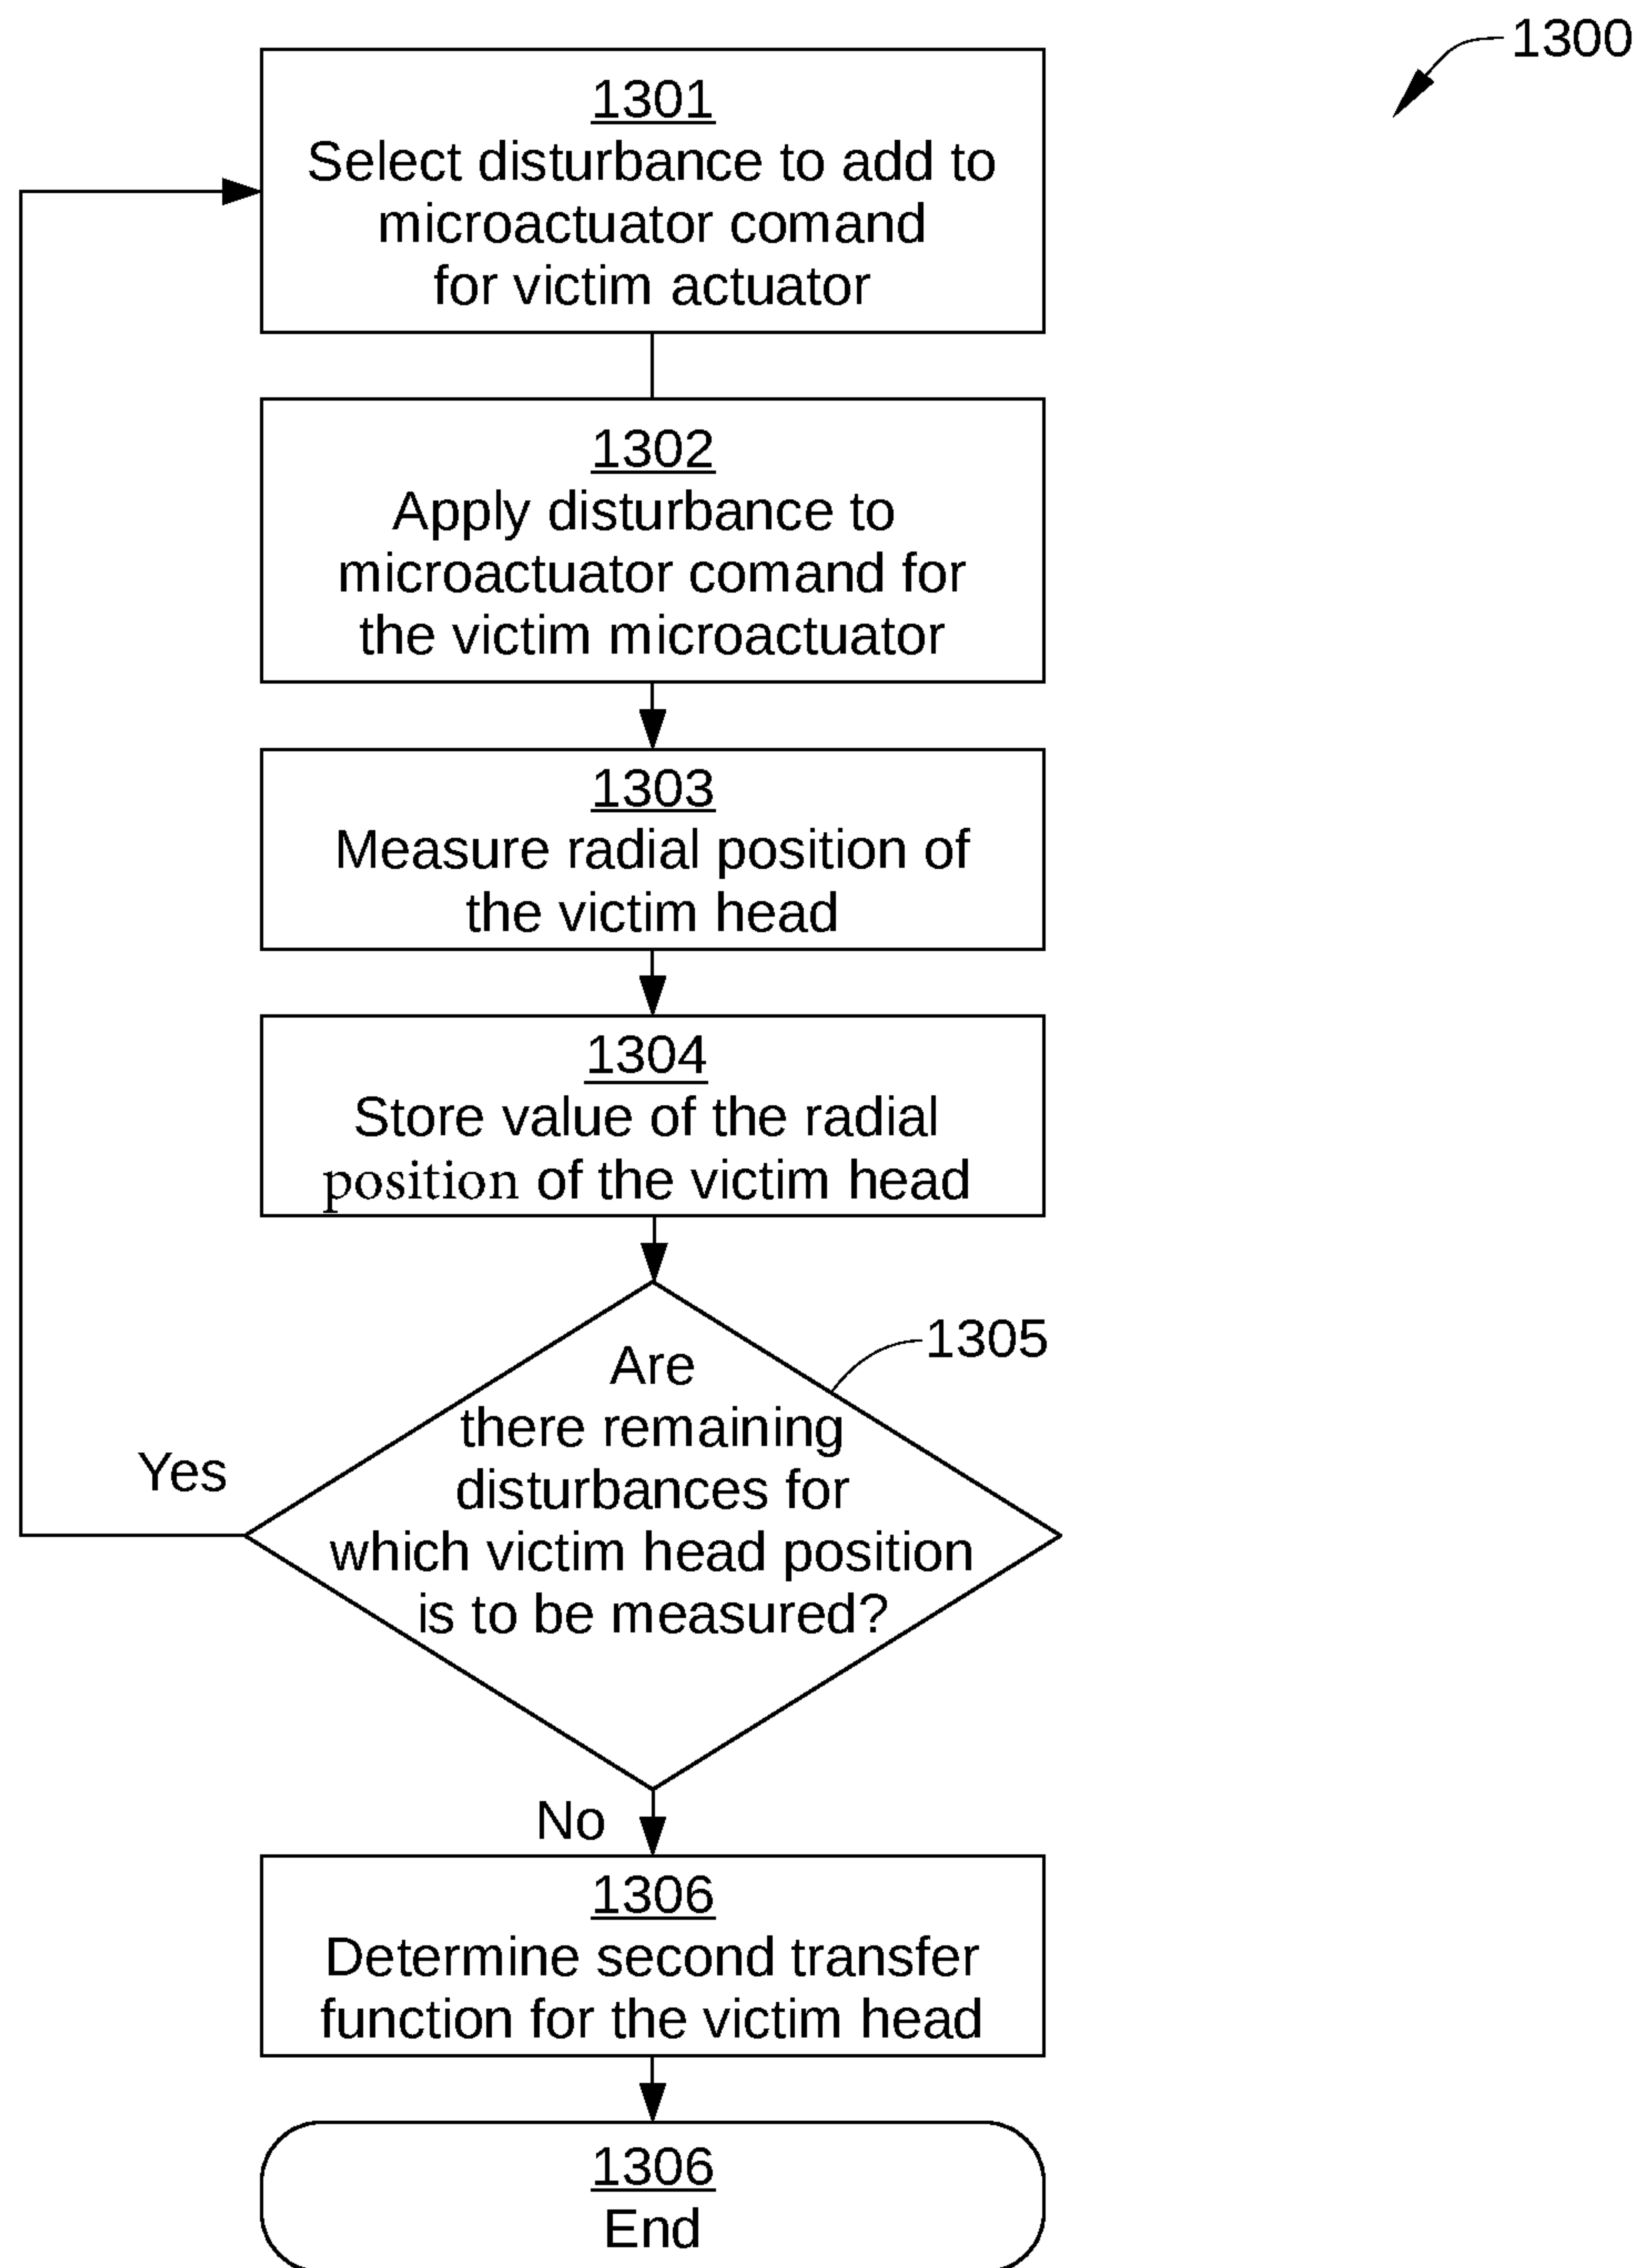 1300
1301
Select disturbance to add to
microactuator comand
for victim actuator
1302
Apply disturbance to
microactuator comand for
the victim microactuator
1303
Measure radial position of
the victim head
1304
Store value of the radial
position of the victim head
1305
Are
there remaining
disturbances for
which victim head position
is to be measured?
Yes
No
1306
Determine second transfer
function for the victim head
1306
End